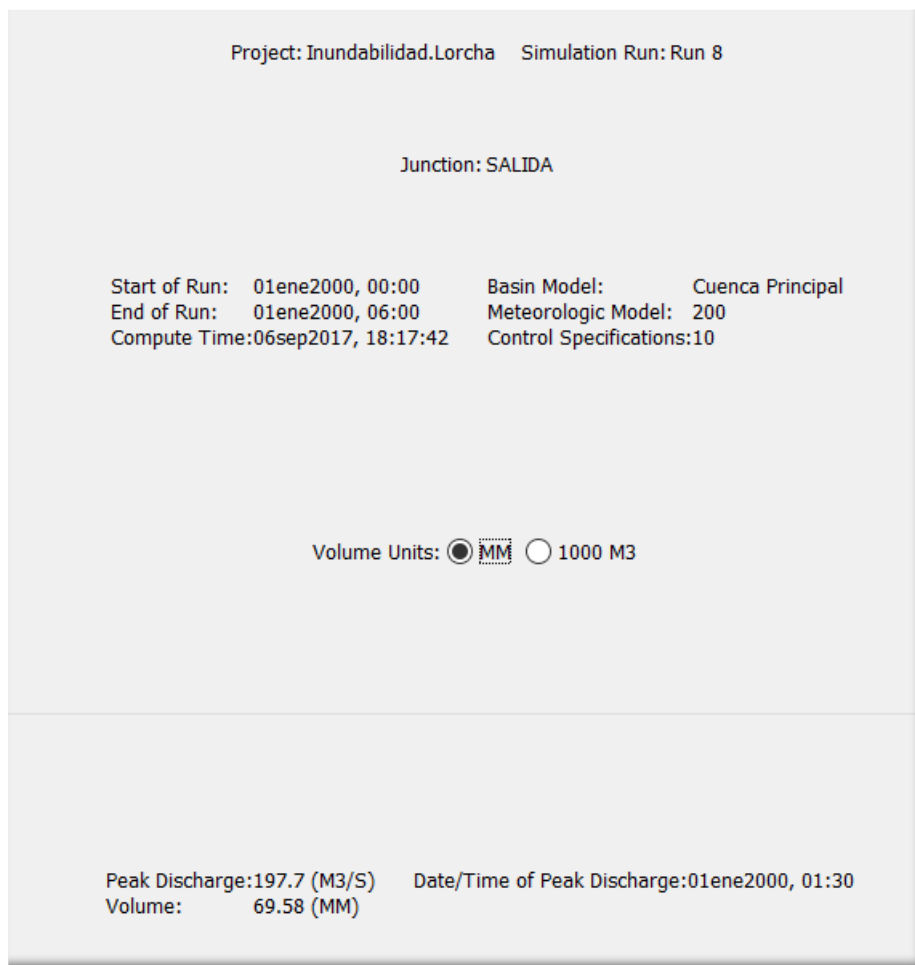 Project: Inundabilidad.Lorcha Simulation Run: Run 8
Junction: SALIDA
Start of Run: 01ene2000, 00:00 Basin Model: Cuenca Principal
End of Run: 01ene2000, 06:00 Meteorologic Model: 200
Compute Time:06sep2017, 18:17:42 Control Specifications:10
Volume Units: MM 1000 M3
Peak Discharge:197.7 (M3/S) Date/Time of Peak Discharge:01ene2000, 01:30
Volume: 69.58 (MM)